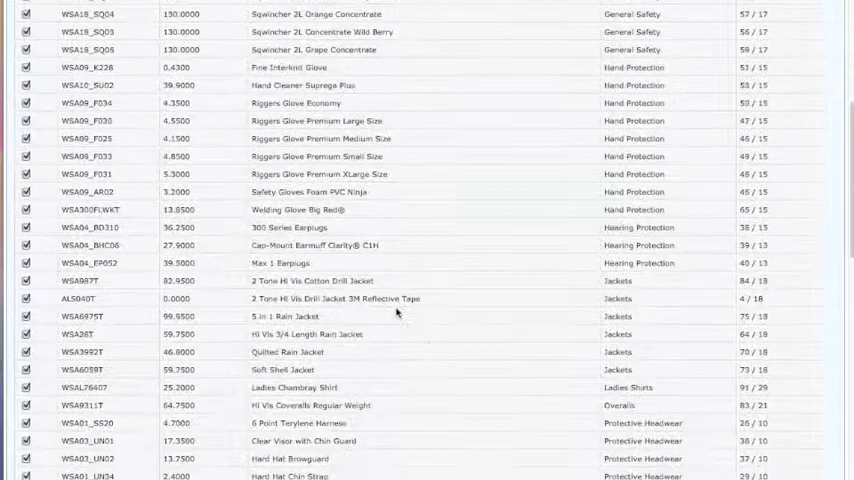 WSA18_SQ04 130.0000 Sqwincher 2L Orange Concentrate General Safety 57 / 17
WSA18_SQ03 130.0000 Sqwincher 2L Concentrate Wild Berry General Safety 56 / 17
WSA18_SQ05 130.0000 Sqwincher 2L Grape Concentrate General Safety 58 / 17
WSA09_K228 0.4300 Fine Interknit Glove Hand Protection 53 / 15
WSA10_SU02 39.9000 Hand Cleaner Suprega Plus Hand Protection 55 / 15
WSA09_F034 4.3500 Riggers Glove Economy Hand Protection 50 / 15
WSA09_F030 4.5500 Riggers Glove Premium Large Size Hand Protection 47 / 15
WSA09_F025 4.1500 Riggers Glove Premium Medium Size Hand Protection 46 / 15
WSA09_F033 4.8500 Riggers Glove Premium Small Size Hand Protection 49 / 15
WSA09_F031 5.3000 Riggers Glove Premium XLarge Size Hand Protection 48 / 15
WSA09_AR02 3.2000 Safety Gloves Foam PVC Ninja Hand Protection 45 / 15
WSA300FLWKT 13.8500 Welding Glove Big Red® Hand Protection 65 / 15
WSA04_BD310 36.2500 300 Series Earplugs Hearing Protection 38 / 15
WSA04_BHC06 27.9000 Cap-Mount Earmuff Clarity® C1H Hearing Protection 39 / 13
WSA04_EP052 39.5000 Max 1 Earplugs Hearing Protection 40 / 13
WSA987T 82.9500 2 Tone Hi Vis Cotton Drill Jacket Jackets 84 / 18
ALS040T 0.0000 2 Tone Hi Vis Drill Jacket 3M Reflective Tape Jackets 4 / 18
WSA6975T 99.9500 5 in 1 Rain Jacket Jackets 75 / 18
WSA28T 59.7500 Hi Vis 3/4 Length Rain Jacket Jackets 64 / 18
WSA3992T 46.8000 Quilted Rain Jacket Jackets 70 / 18
WSA6059T 59.7500 Soft Shell Jacket Jackets 73 / 18
WSAL76407 25.2000 Ladies Chambray Shirt Ladies Shirts 91 / 29
WSA9311T 64.7500 Hi Vis Coveralls Regular Weight Overalls 83 / 21
WSA01_SS20 4.7000 6 Point Terylene Harness Protective Headwear 26 / 10
WSA03_UN01 17.3500 Clear Visor with Chin Guard Protective Headwear 36 / 10
WSA03_UN02 13.7500 Hard Hat Browguard Protective Headwear 37 / 10
WSA01_UN34 2.4000 Hard Hat Chin Strap Protective Headwear 29 / 10